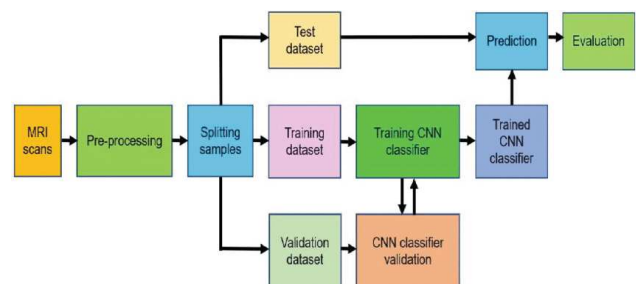 Test
dataset
Prediction
Evaluation
MRI
scans
Pre-processing
Splitting
samples
Training
dataset
Training CNN
classifier
Trained
CNN
classifier
Validation
dataset
CNN classifier
validation